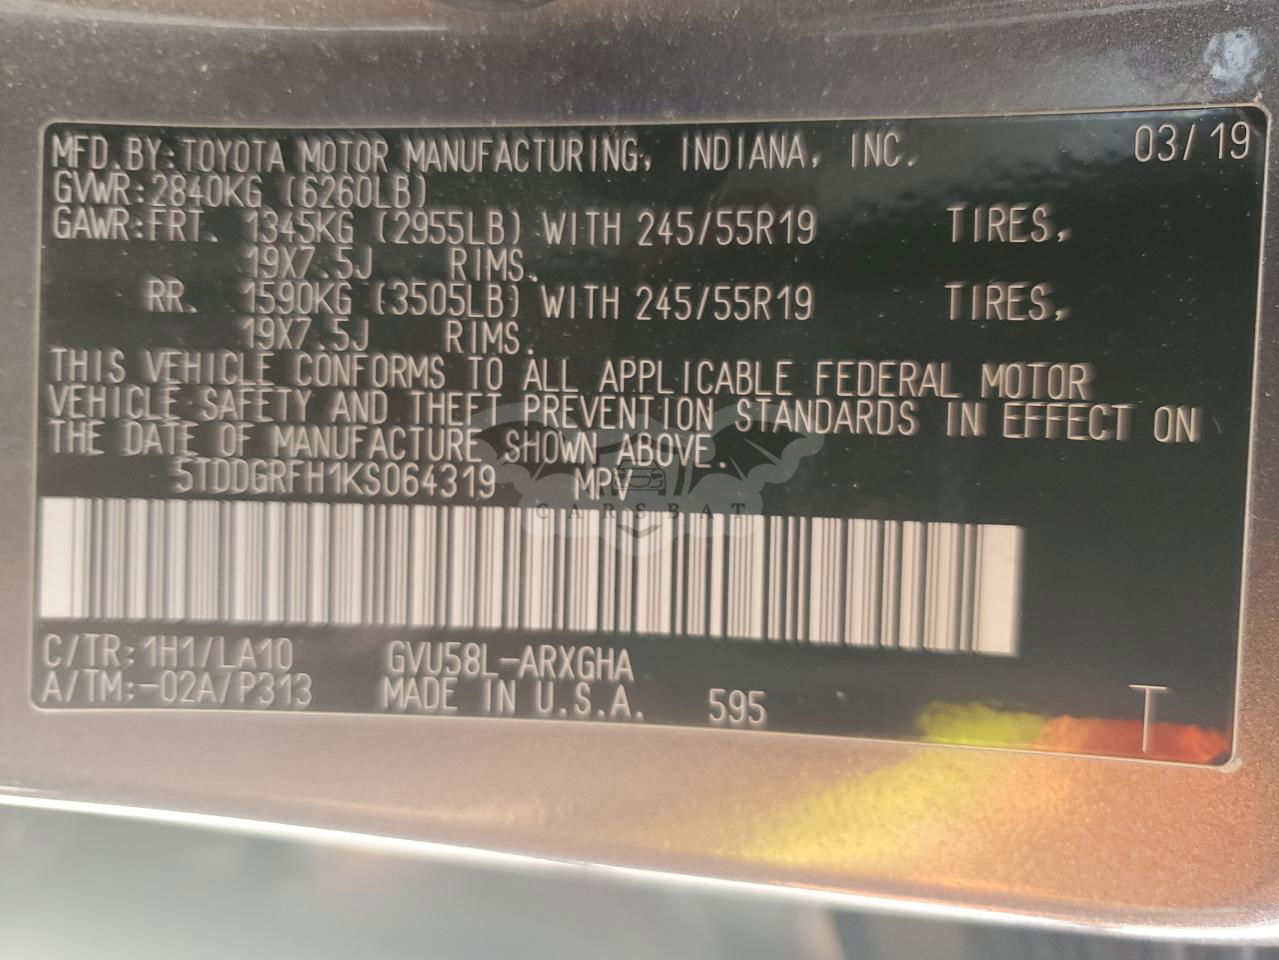 MFD.BY:TOYOTA MOTOR MANUFACTURING, INDIANA, INC. 03/19
GVWR:2840KG (6260LB)
GAWR:FRT. 1345KG (2955LB) WITH 245/55R19 TIRES,
19X7.5J RIMS.
RR. 1590KG (3505LB) WITH 245/55R19 TIRES,
19X7.5J RIMS.
THIS VEHICLE CONFORMS TO ALL APPLICABLE FEDERAL MOTOR
VEHICLE SAFETY AND THEFT PREVENTION STANDARDS IN EFFECT ON
THE DATE OF MANUFACTURE SHOWN ABOVE.
5TDDGRFH1KS064319 MPV
CARSBAT
C/TR:1H1/LA10 GVU58L-ARXGHA
A/TM:-02A/P313 MADE IN U.S.A. 595 T